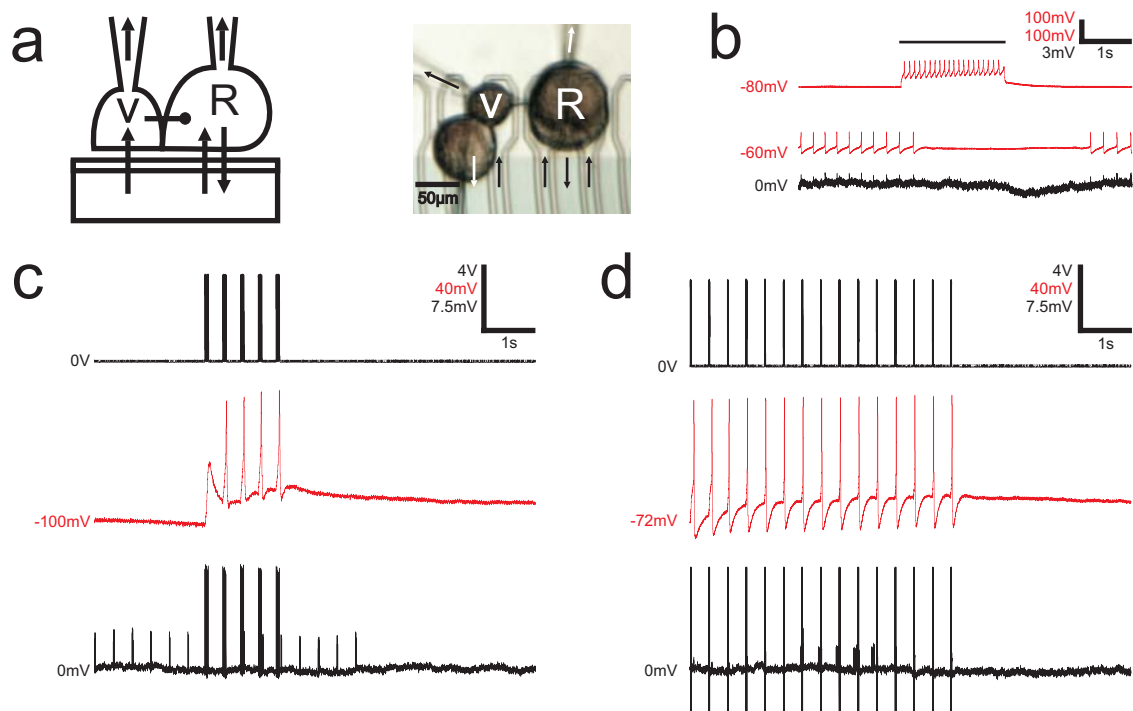 a
v
R
v
R
50µm
b
100mV
100mV
3mV
1s
-80mV
-60mV
0mV
c
4V
40mV
7.5mV
1s
0V
-100mV
0mV
d
4V
40mV
7.5mV
1s
0V
-72mV
0mV